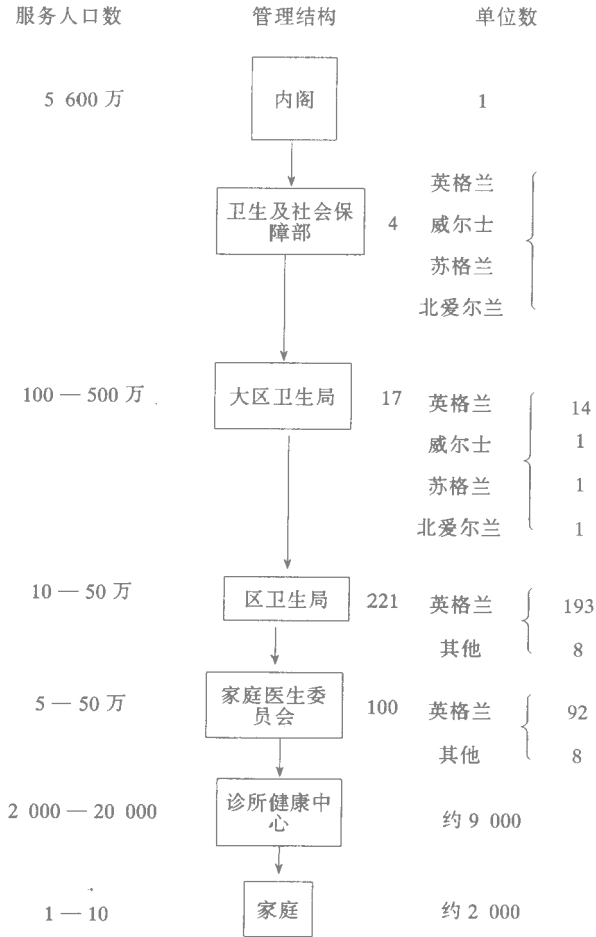 服务人口数 管理结构 单位数
5 600 万 内阁 1
卫生及社会保
障部
4
英格兰
威尔士
苏格兰
北爱尔兰
100 — 500 万 大区卫生局 17
英格兰 14
威尔士 1
苏格兰 1
北爱尔兰 1
10 — 50 万 区卫生局 221
英格兰 193
其他 8
5 — 50 万
家庭医生委
员会
100
英格兰 92
其他 8
2 000 — 20 000
诊所健康中
心
约 9 000
1 — 10 家庭 约 2 000